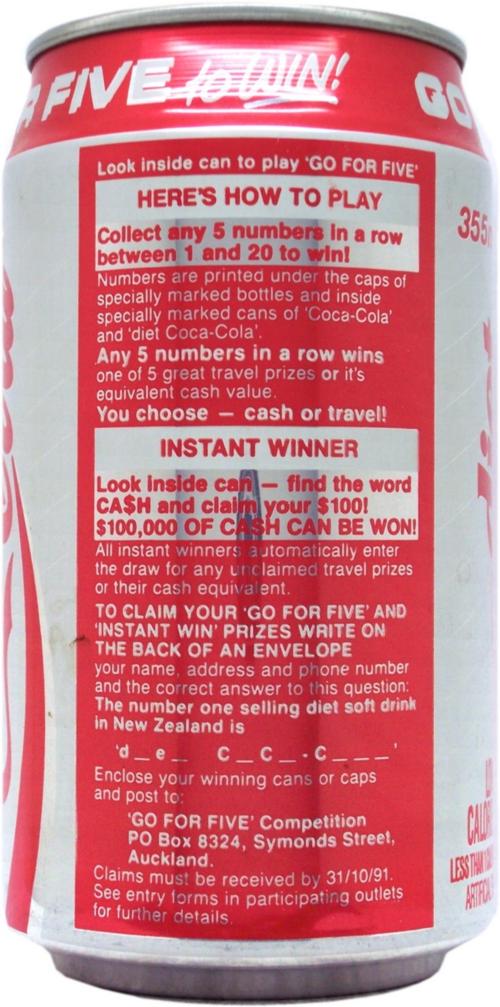 R FIVE to WIN!
GO
Look inside can to play 'GO FOR FIVE'
HERE'S HOW TO PLAY
Collect any 5 numbers in a row
between 1 and 20 to win!
Numbers are printed under the caps of
specially marked bottles and inside
specially marked cans of 'Coca-Cola'
and 'diet Coca-Cola'.
Any 5 numbers in a row wins
one of 5 great travel prizes or it's
equivalent cash value.
You choose — cash or travel!
INSTANT WINNER
Look inside can — find the word
CA$H and claim your $100!
$100,000 OF CASH CAN BE WON!
All instant winners automatically enter
the draw for any unclaimed travel prizes
or their cash equivalent.
TO CLAIM YOUR 'GO FOR FIVE' AND
'INSTANT WIN' PRIZES WRITE ON
THE BACK OF AN ENVELOPE
your name, address and phone number
and the correct answer to this question:
The number one selling diet soft drink
in New Zealand is
'd _ e _ C _ C _ - C _ _ _'
Enclose your winning cans or caps
and post to:
'GO FOR FIVE' Competition
PO Box 8324, Symonds Street,
Auckland.
Claims must be received by 31/10/91.
See entry forms in participating outlets
for further details.
355
LESS THAN